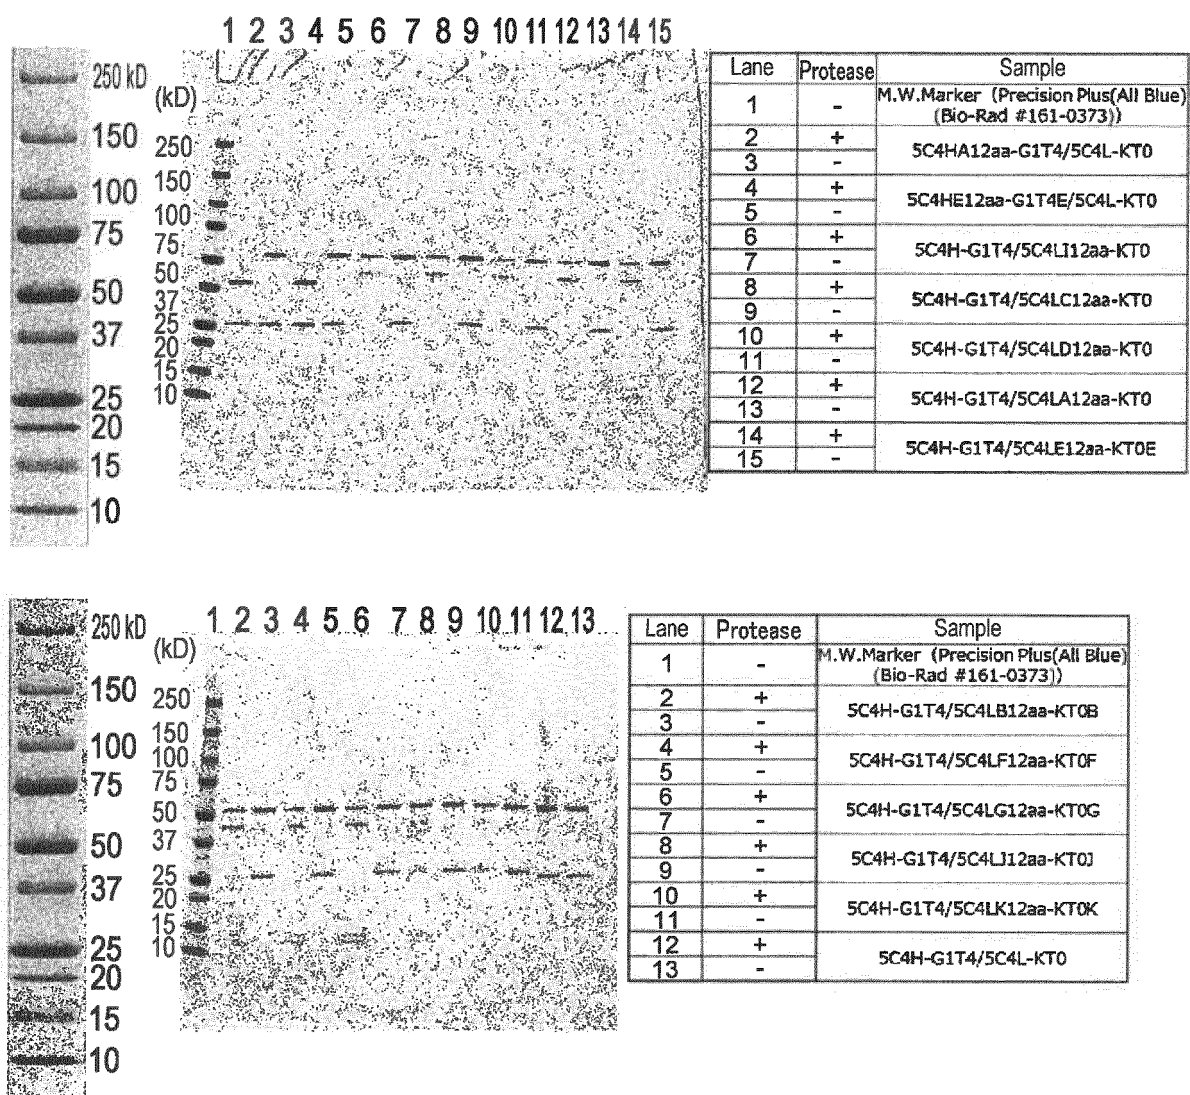 1 2 3 4 5 6 7 8 9 10 11 12 13 14 15
250 kD
150
100
75
50
37
25
20
15
10
(kD)
250
150
100
75
50
37
25
20
15
10
Lane Protease Sample
1 - M.W.Marker (Precision Plus(All Blue)
(Bio-Rad #161-0373))
2 + 5C4HA12aa-G1T4/5C4L-KT0
3 -
4 + 5C4HE12aa-G1T4E/5C4L-KT0
5 -
6 + 5C4H-G1T4/5C4LI12aa-KT0
7 -
8 + 5C4H-G1T4/5C4LC12aa-KT0
9 -
10 + 5C4H-G1T4/5C4LD12aa-KT0
11 -
12 + 5C4H-G1T4/5C4LA12aa-KT0
13 -
14 + 5C4H-G1T4/5C4LE12aa-KT0E
15 -
1 2 3 4 5 6 7 8 9 10 11 12 13
250 kD
150
100
75
50
37
25
20
15
10
(kD)
250
150
100
75
50
37
25
20
15
10
Lane Protease Sample
1 - M.W.Marker (Precision Plus(All Blue)
(Bio-Rad #161-0373))
2 + 5C4H-G1T4/5C4LB12aa-KT0B
3 -
4 + 5C4H-G1T4/5C4LF12aa-KT0F
5 -
6 + 5C4H-G1T4/5C4LG12aa-KT0G
7 -
8 + 5C4H-G1T4/5C4LJ12aa-KT0J
9 -
10 + 5C4H-G1T4/5C4LK12aa-KT0K
11 -
12 + 5C4H-G1T4/5C4L-KT0
13 -